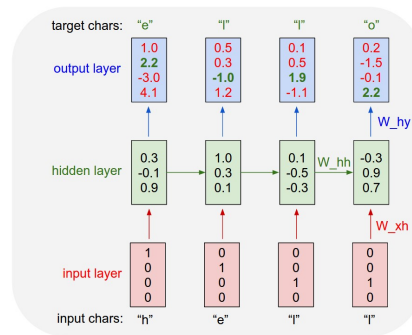 target chars: “e” “l” “l” “o”
output layer
1.0 0.5 0.1 0.2
2.2 0.3 0.5 -1.5
-3.0 -1.0 1.9 -0.1
4.1 1.2 -1.1 2.2
W_hy
hidden layer
0.3 1.0 0.1 -0.3
-0.1 0.3 -0.5 0.9
0.9 0.1 -0.3 0.7
W_hh
W_xh
input layer
1 0 0 0
0 1 0 0
0 0 1 1
0 0 0 0
input chars: “h” “e” “l” “l”